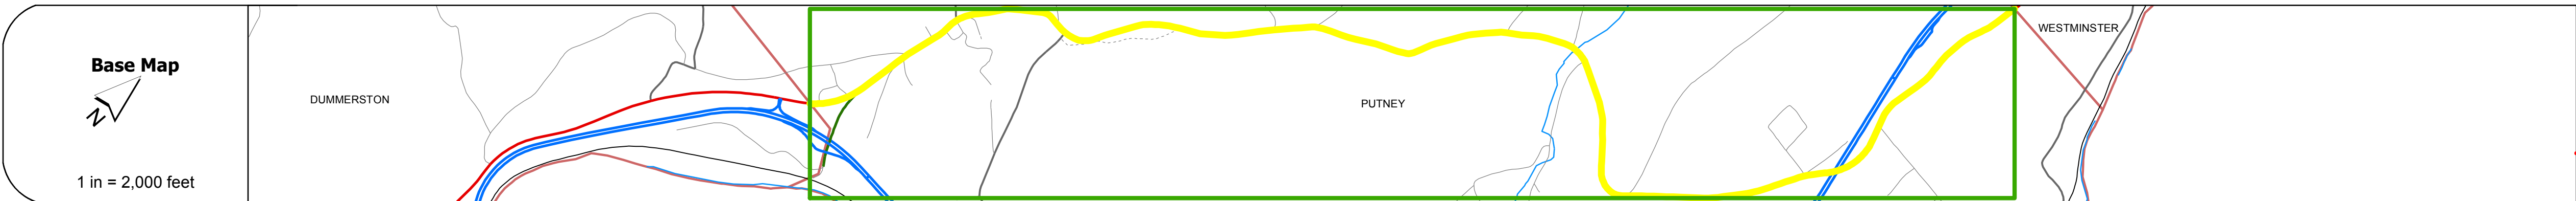 Base Map
N
1 in = 2,000 feet
DUMMERSTON
PUTNEY
WESTMINSTER